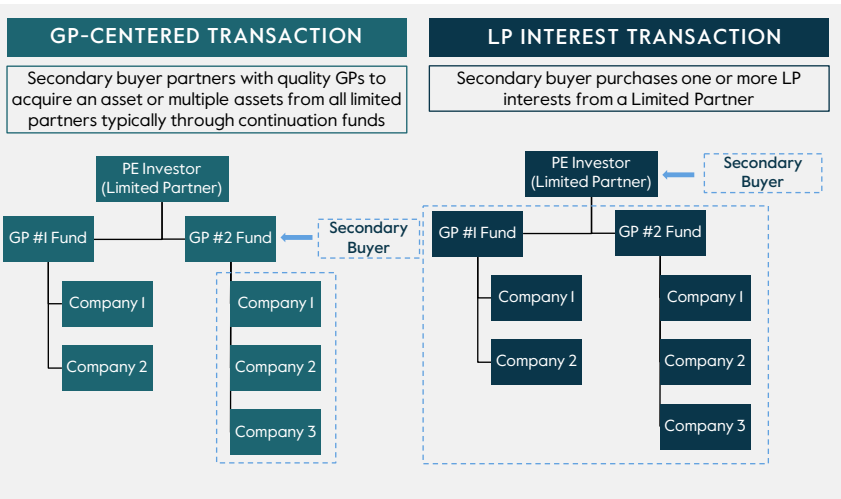 GP-CENTERED TRANSACTION
Secondary buyer partners with quality GPs to
acquire an asset or multiple assets from all limited
partners typically through continuation funds
PE Investor
(Limited Partner)
GP #1 Fund
GP #2 Fund
Secondary
Buyer
Company 1
Company 2
Company 1
Company 2
Company 3
LP INTEREST TRANSACTION
Secondary buyer purchases one or more LP
interests from a Limited Partner
PE Investor
(Limited Partner)
Secondary
Buyer
GP #1 Fund
GP #2 Fund
Company 1
Company 2
Company 1
Company 2
Company 3